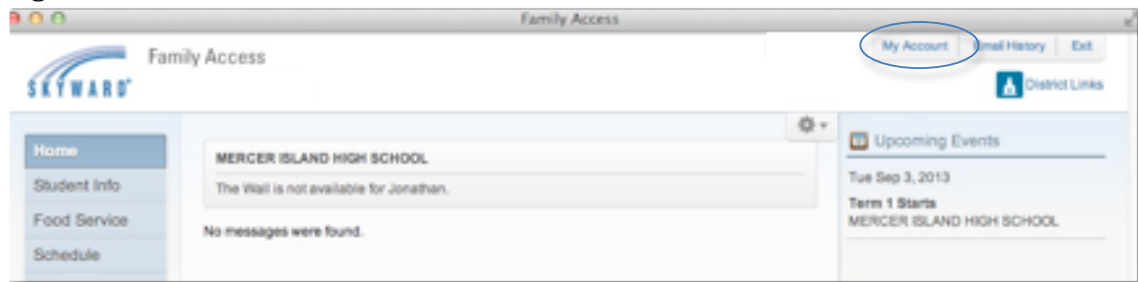 Family Access
My Account Email History Exit
SKYWARD®
Family Access
District Links
Home
Student Info
Food Service
Schedule
MERCER ISLAND HIGH SCHOOL
The Wall is not available for Jonathan.
No messages were found.
Upcoming Events
Tue Sep 3, 2013
Term 1 Starts
MERCER ISLAND HIGH SCHOOL